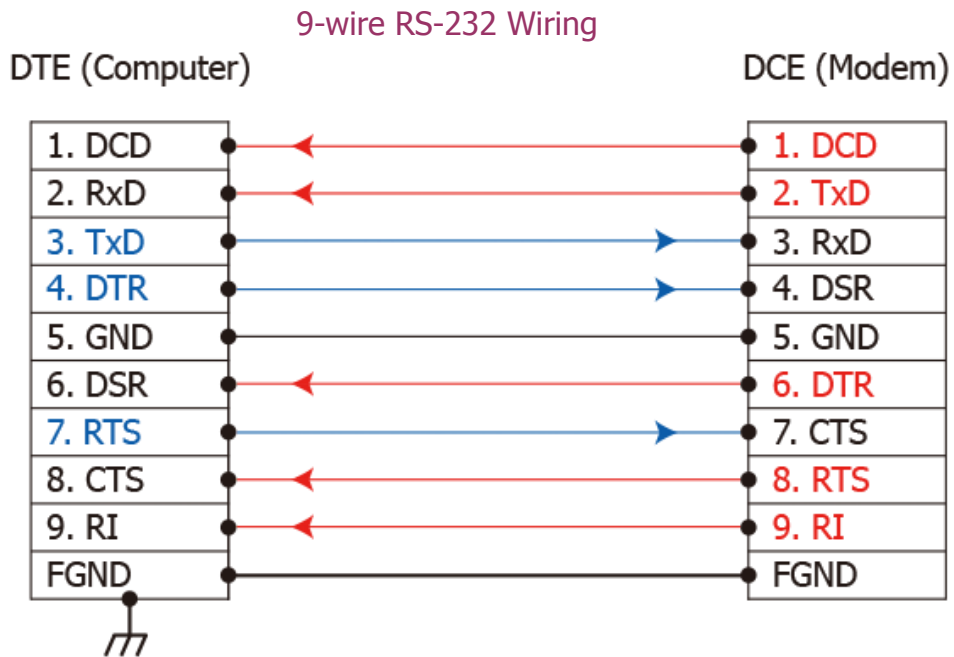 9-wire RS-232 Wiring
DTE (Computer)
DCE (Modem)
1. DCD
1. DCD
2. RxD
2. TxD
3. TxD
3. RxD
4. DTR
4. DSR
5. GND
5. GND
6. DSR
6. DTR
7. RTS
7. CTS
8. CTS
8. RTS
9. RI
9. RI
FGND
FGND